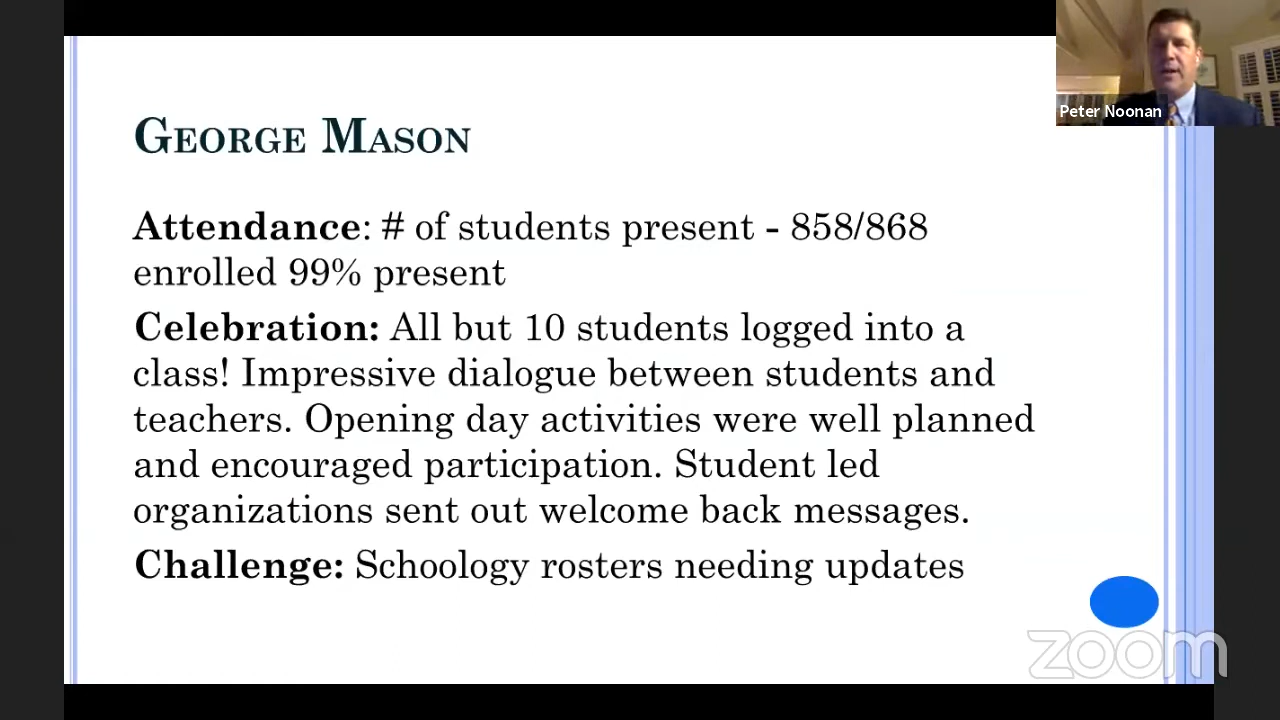 Peter Noonan
GEORGE MASON
Attendance: # of students present - 858/868
enrolled 99% present
Celebration: All but 10 students logged into a
class! Impressive dialogue between students and
teachers. Opening day activities were well planned
and encouraged participation. Student led
organizations sent out welcome back messages.
Challenge: Schoology rosters needing updates
zoom